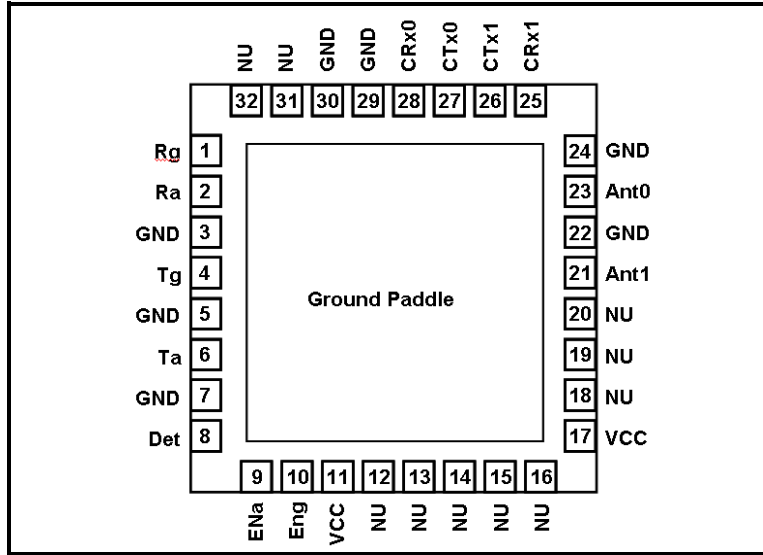 NU NU GND GND CRx0 CTx0 CTx1 CRx1
32 31 30 29 28 27 26 25
Rg 1 24 GND
Ra 2 23 Ant0
GND 3 22 GND
Tg 4 21 Ant1
Ground Paddle
GND 5 20 NU
Ta 6 19 NU
GND 7 18 NU
Det 8 17 VCC
9 10 11 12 13 14 15 16
ENa Eng VCC NU NU NU NU NU